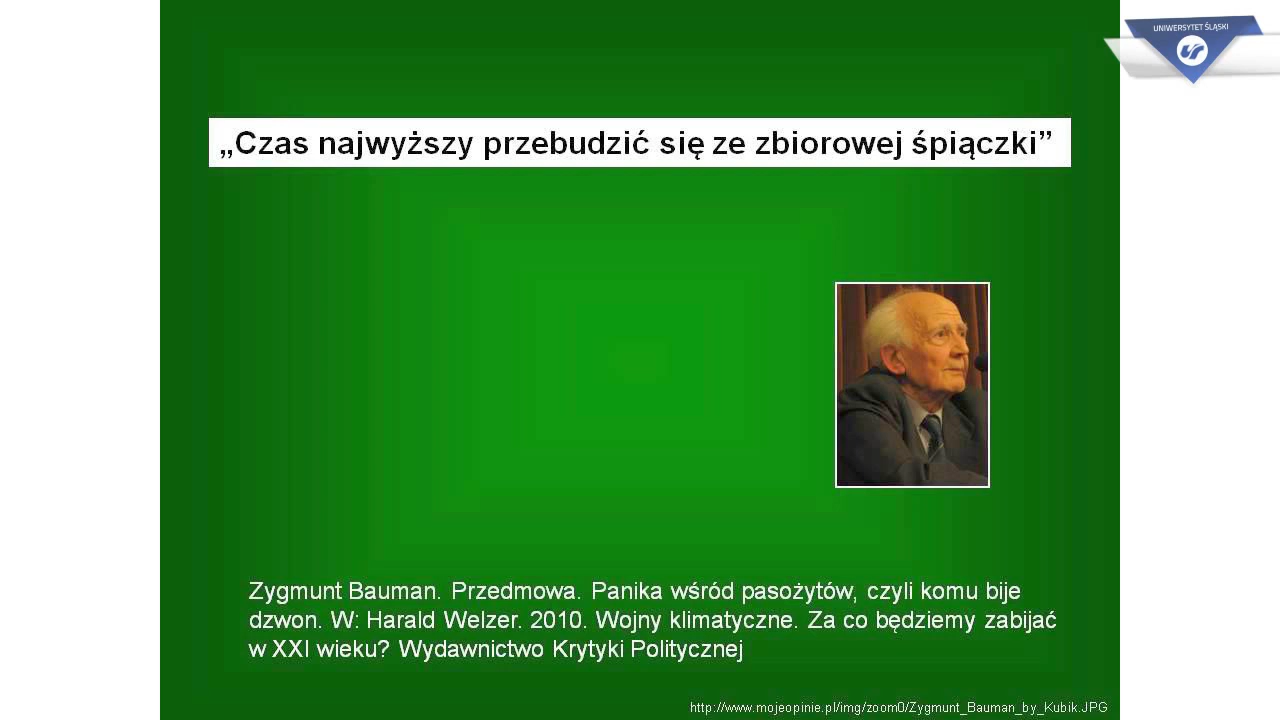 UNIWERSYTET ŚLĄSKI
„Czas najwyższy przebudzić się ze zbiorowej śpiączki”
Zygmunt Bauman. Przedmowa. Panika wśród pasożytów, czyli komu bije
dzwon. W: Harald Welzer. 2010. Wojny klimatyczne. Za co będziemy zabijać
w XXI wieku? Wydawnictwo Krytyki Politycznej
http://www.mojeopinie.pl/img/zoom0/Zygmunt_Bauman_by_Kubik.JPG